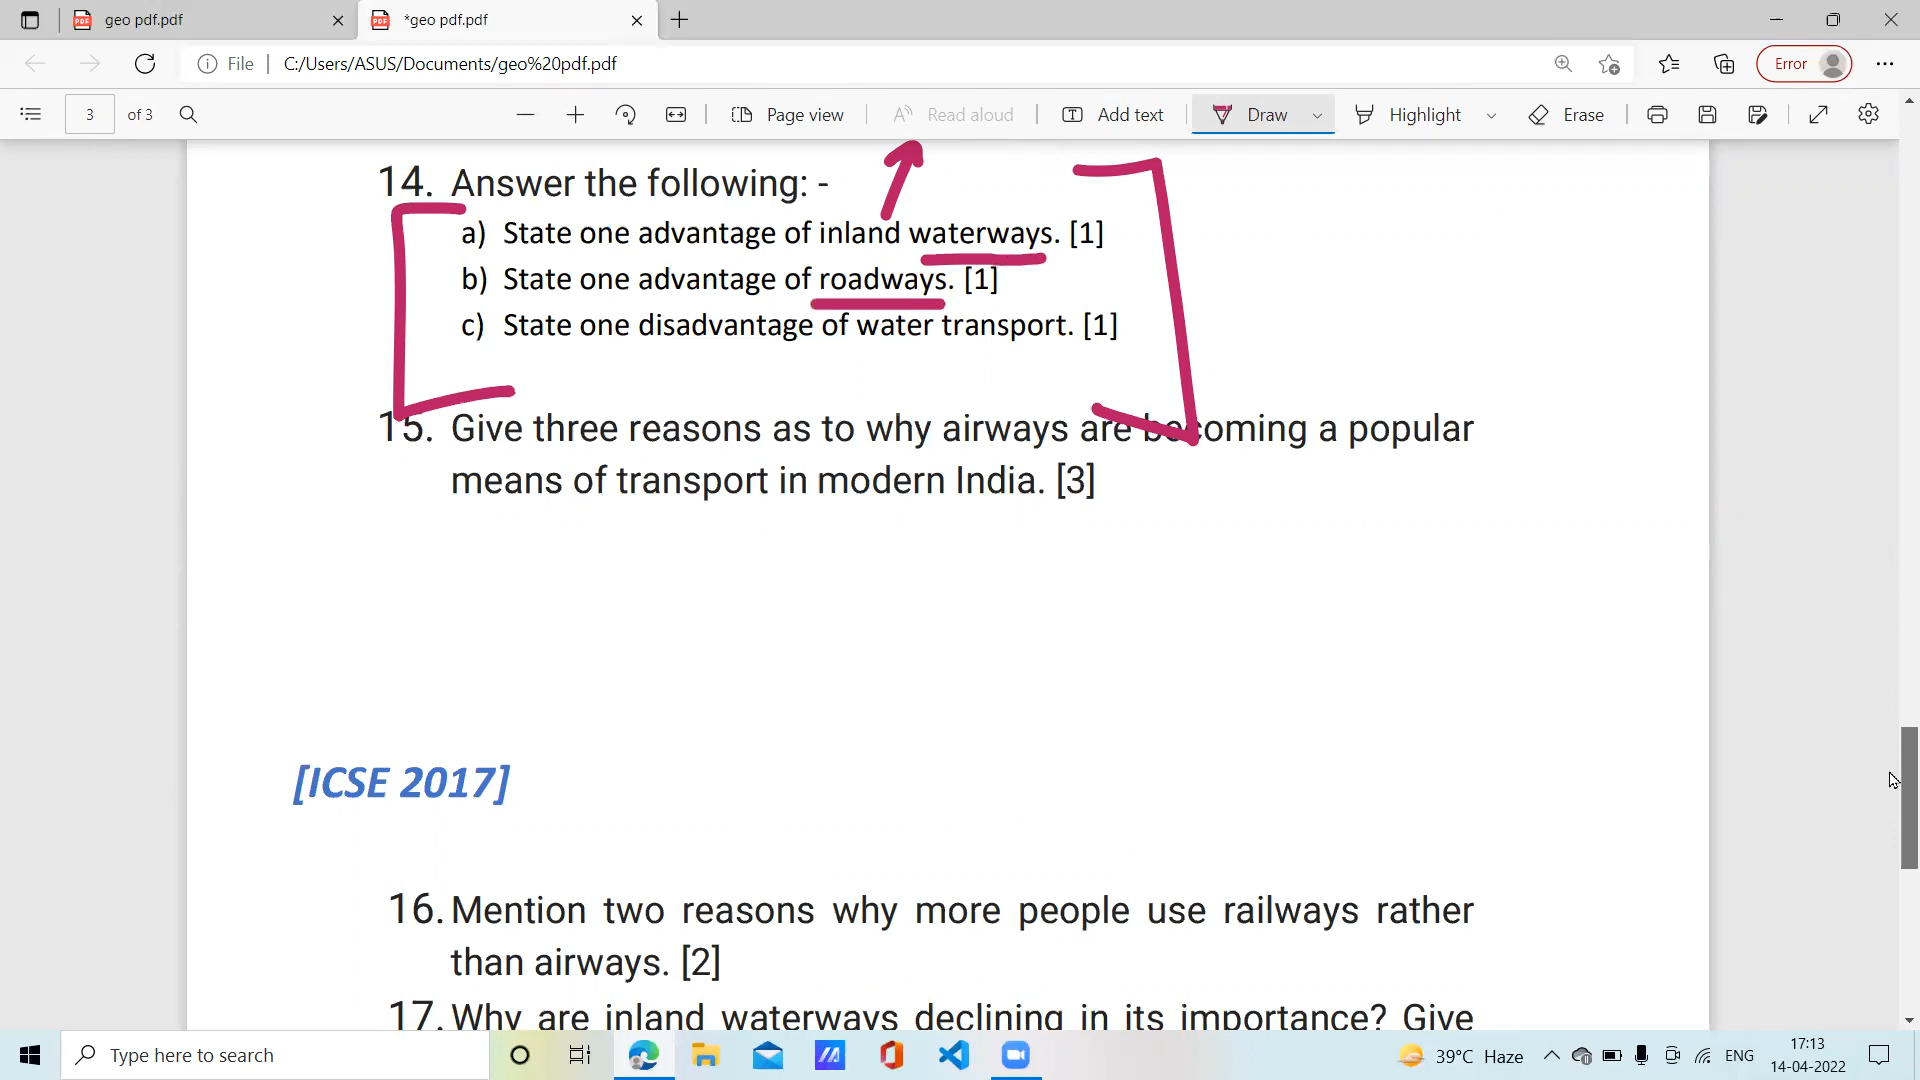 geo pdf.pdf
*geo pdf.pdf
File
C:/Users/ASUS/Documents/geo%20pdf.pdf
Error
3 of 3
Page view
Read aloud
Add text
Draw
Highlight
Erase
14. Answer the following: -
a) State one advantage of inland waterways. [1]
b) State one advantage of roadways. [1]
c) State one disadvantage of water transport. [1]
15. Give three reasons as to why airways are becoming a popular
means of transport in modern India. [3]
[ICSE 2017]
16. Mention two reasons why more people use railways rather
than airways. [2]
17. Why are inland waterways declining in its importance? Give
Type here to search
39°C Haze
ENG
17:13
14-04-2022